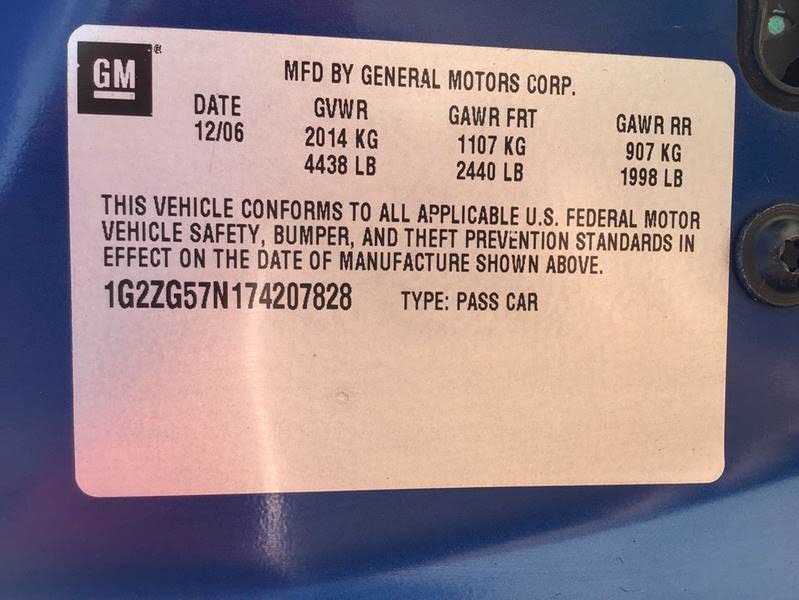 GM ®
MFD BY GENERAL MOTORS CORP.
DATE GVWR GAWR FRT GAWR RR
12/06 2014 KG 1107 KG 907 KG
4438 LB 2440 LB 1998 LB
THIS VEHICLE CONFORMS TO ALL APPLICABLE U.S. FEDERAL MOTOR
VEHICLE SAFETY, BUMPER, AND THEFT PREVENTION STANDARDS IN
EFFECT ON THE DATE OF MANUFACTURE SHOWN ABOVE.
1G2ZG57N174207828 TYPE: PASS CAR